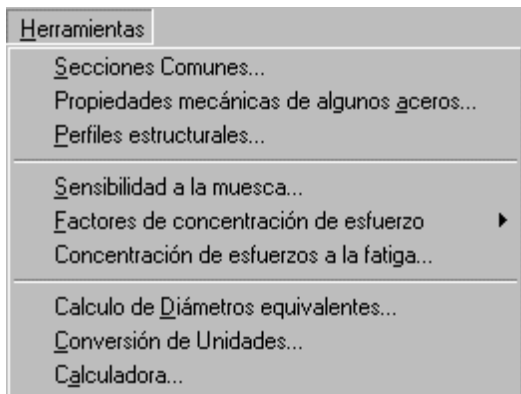 Herramientas
Secciones Comunes...
Propiedades mecánicas de algunos aceros...
Perfiles estructurales...
Sensibilidad a la muesca...
Factores de concentración de esfuerzo
Concentración de esfuerzos a la fatiga...
Calculo de Diámetros equivalentes...
Conversión de Unidades...
Calculadora...